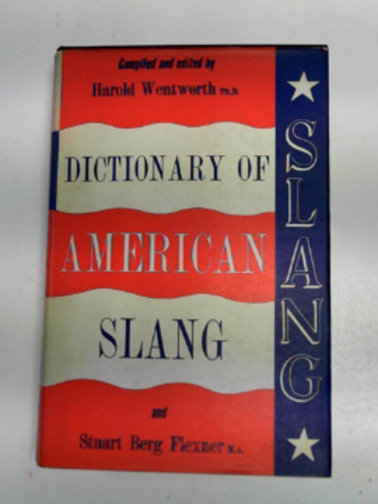 Compiled and edited by
Harold Wentworth Ph.D
DICTIONARY OF
AMERICAN
SLANG
and
Stuart Berg Flexner M.A.
SLANG